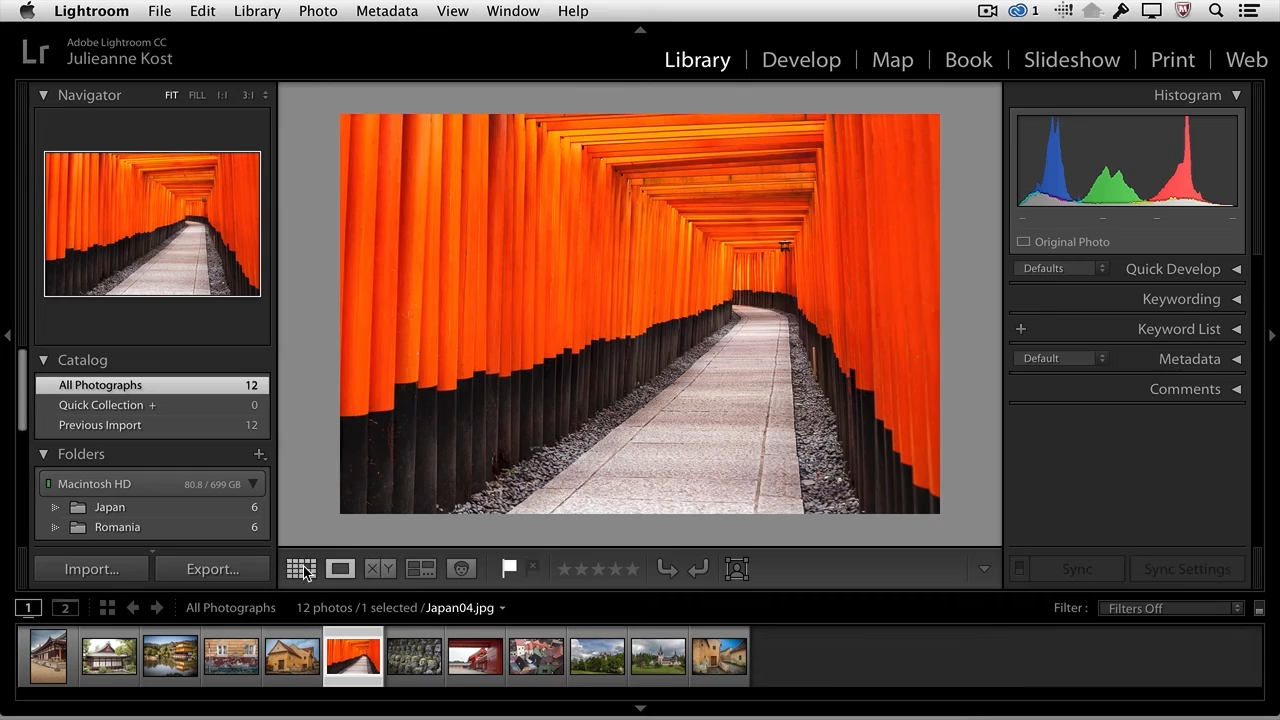 Lightroom File Edit Library Photo Metadata View Window Help 1
Lr Adobe Lightroom CC
Julieanne Kost
Library | Develop | Map | Book | Slideshow | Print | Web
Navigator FIT FILL 1:1 3:1
Histogram
Original Photo
Defaults Quick Develop
Keywording
+ Keyword List
Default Metadata
Comments
Catalog
All Photographs 12
Quick Collection + 0
Previous Import 12
Folders +
Macintosh HD 80.8 / 699 GB
Japan 6
Romania 6
Import... Export...
X Y
Sync Sync Settings
1 2 All Photographs 12 photos / 1 selected / Japan04.jpg Filter : Filters Off